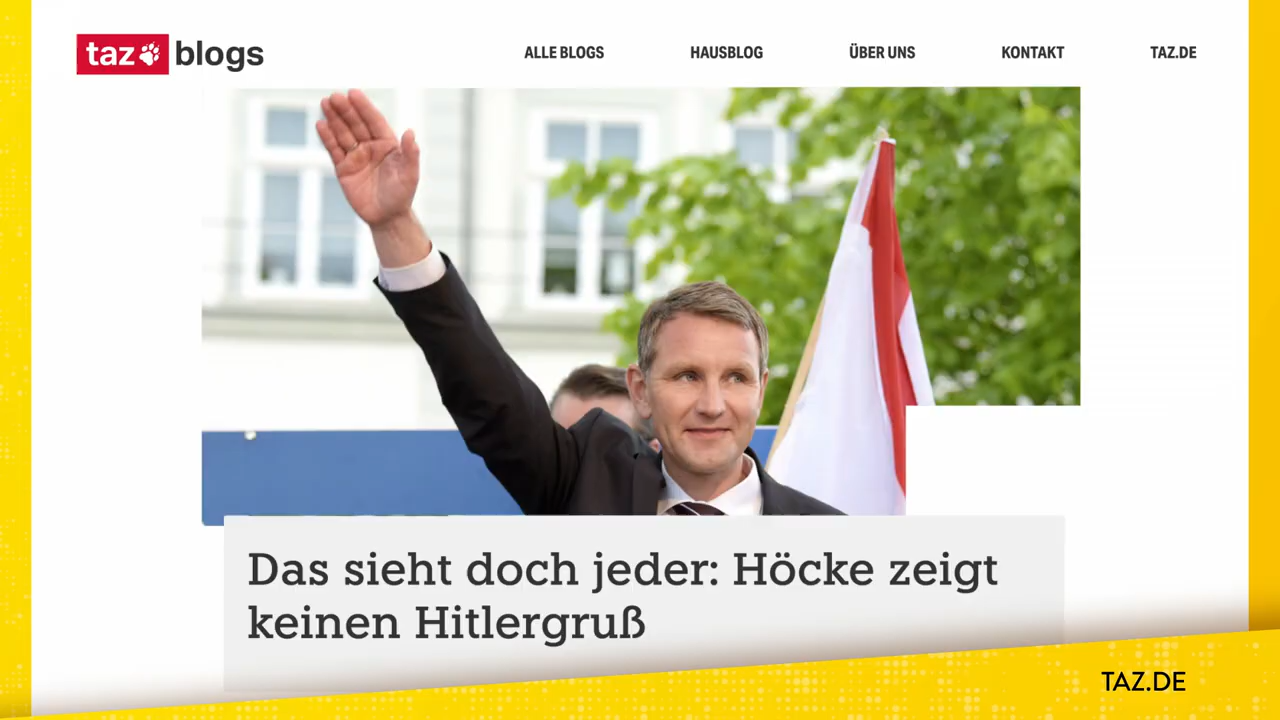 taz blogs
ALLE BLOGS
HAUSBLOG
ÜBER UNS
KONTAKT
TAZ.DE
Das sieht doch jeder: Höcke zeigt
keinen Hitlergruß
TAZ.DE